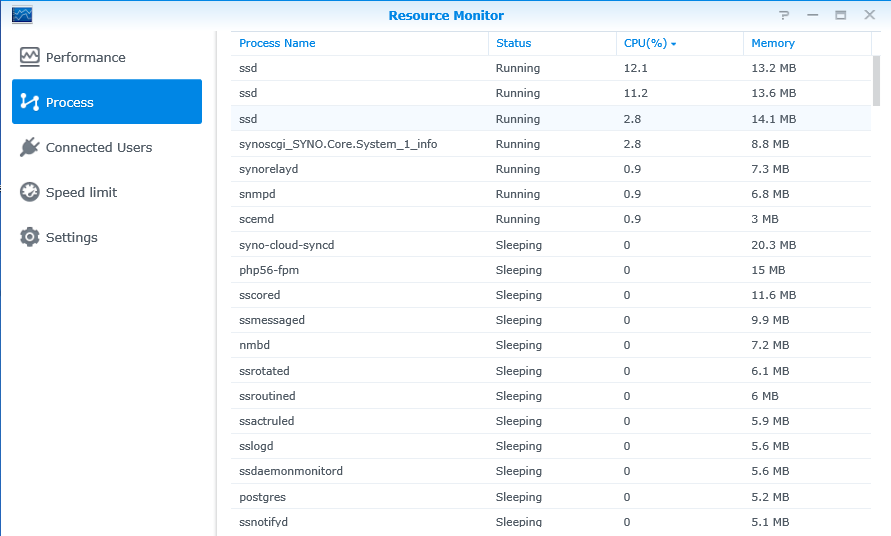 Resource Monitor
Performance
Process
Connected Users
Speed limit
Settings
Process Name Status CPU(%) Memory
ssd Running 12.1 13.2 MB
ssd Running 11.2 13.6 MB
ssd Running 2.8 14.1 MB
synoscgi_SYNO.Core.System_1_info Running 2.8 8.8 MB
synorelayd Running 0.9 7.3 MB
snmpd Running 0.9 6.8 MB
scemd Running 0.9 3 MB
syno-cloud-syncd Sleeping 0 20.3 MB
php56-fpm Sleeping 0 15 MB
sscored Sleeping 0 11.6 MB
ssmessaged Sleeping 0 9.9 MB
nmbd Sleeping 0 7.2 MB
ssrotated Sleeping 0 6.1 MB
ssroutined Sleeping 0 6 MB
ssactruled Sleeping 0 5.9 MB
sslogd Sleeping 0 5.6 MB
ssdaemonmonitord Sleeping 0 5.6 MB
postgres Sleeping 0 5.2 MB
ssnotifyd Sleeping 0 5.1 MB